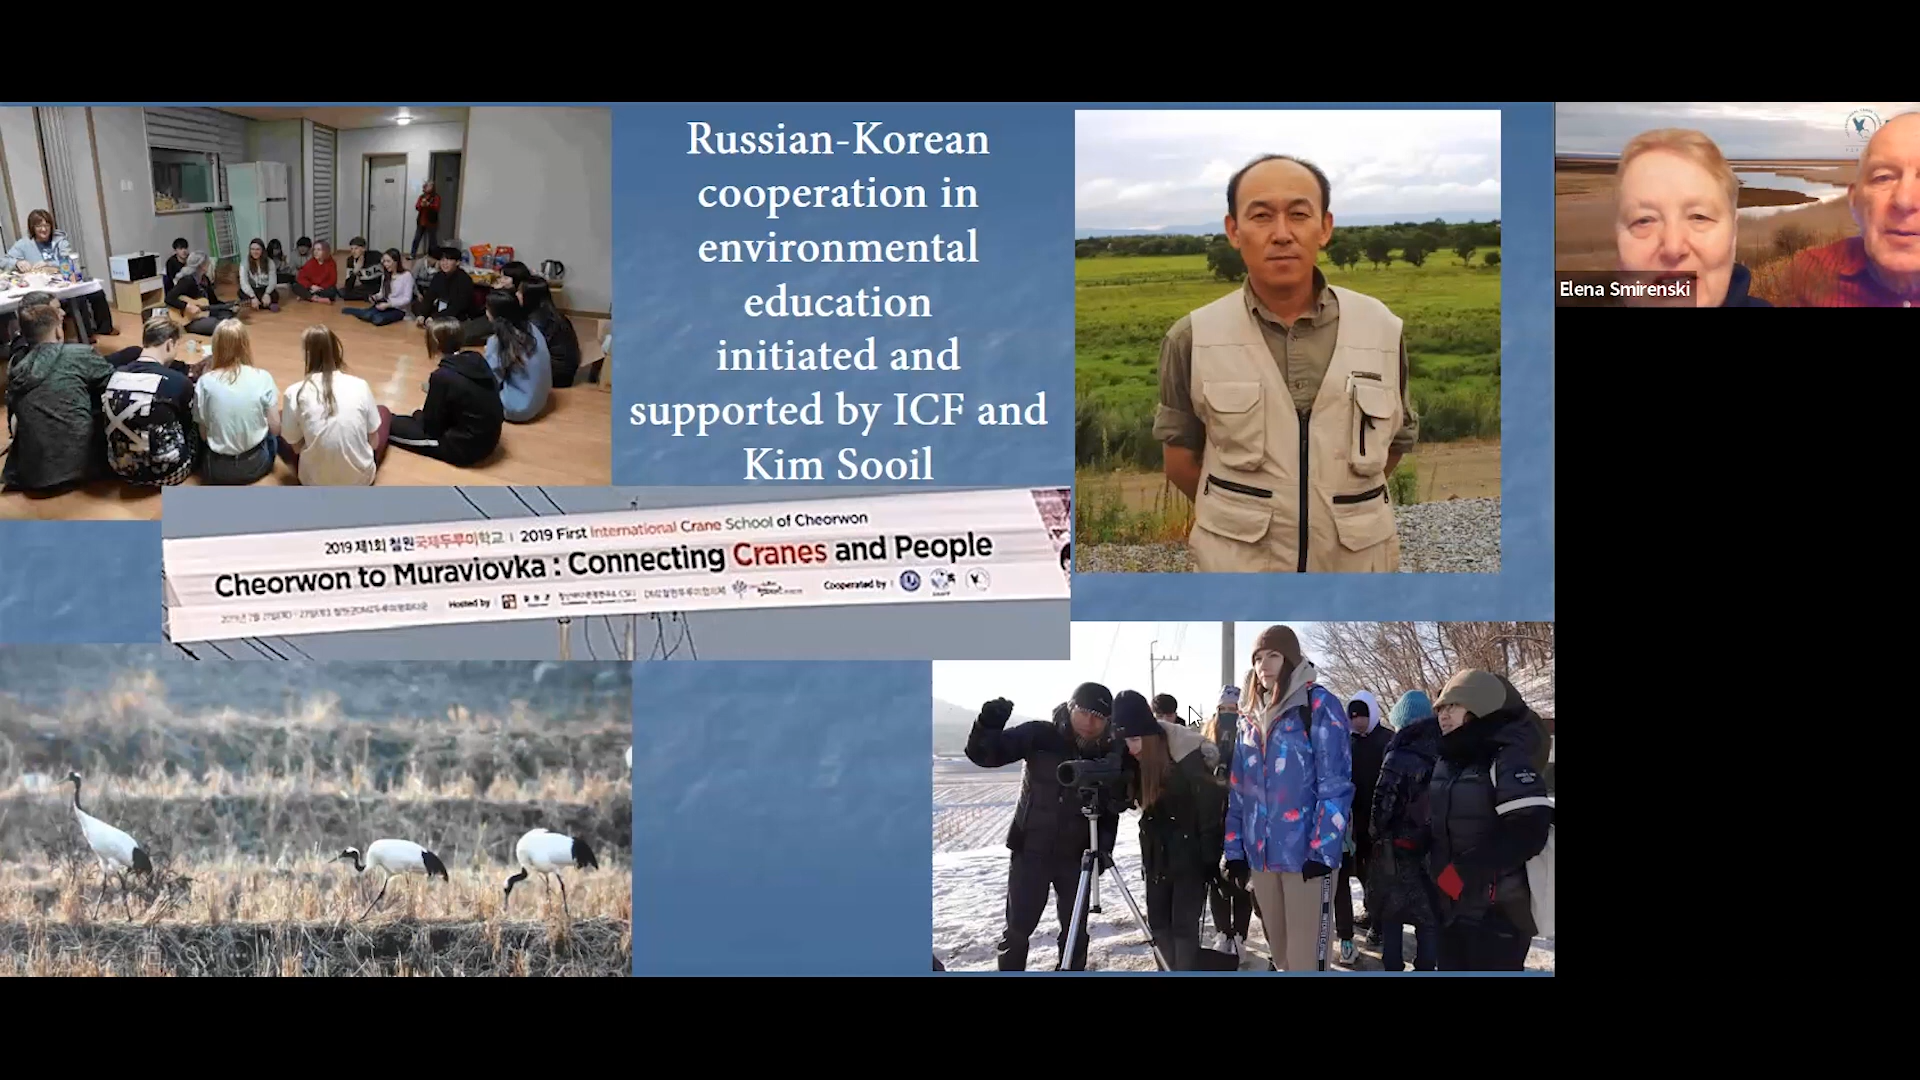 Russian-Korean
cooperation in
environmental
education
initiated and
supported by ICF and
Kim Sooil
2019 제1회 철원국제두루미학교 | 2019 First International Crane School of Cheorwon
Cheorwon to Muraviovka : Connecting Cranes and People
Hosted by
Cooperated by
Elena Smirenski